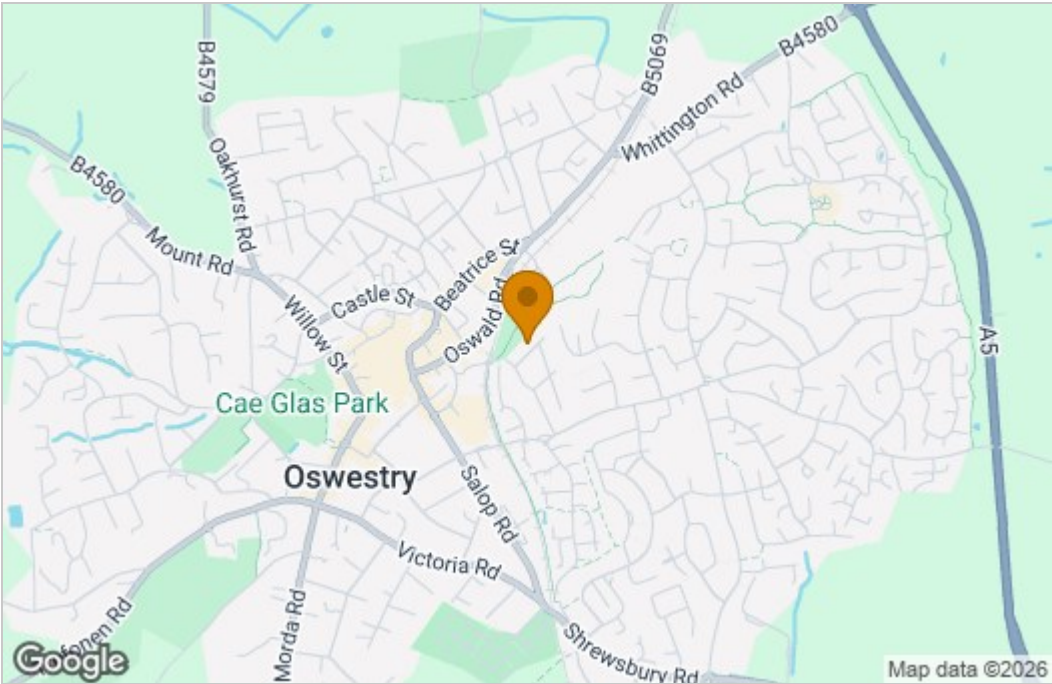 B4579
B5069
B4580
Whittington Rd
B4580
Oakhurst Rd
Mount Rd
Beatrice St
Castle St
Willow St
Oswald Rd
A5
Cae Glas Park
Oswestry
Salop Rd
Victoria Rd
Morda Rd
Shrewsbury Rd
Google
Map data ©2026